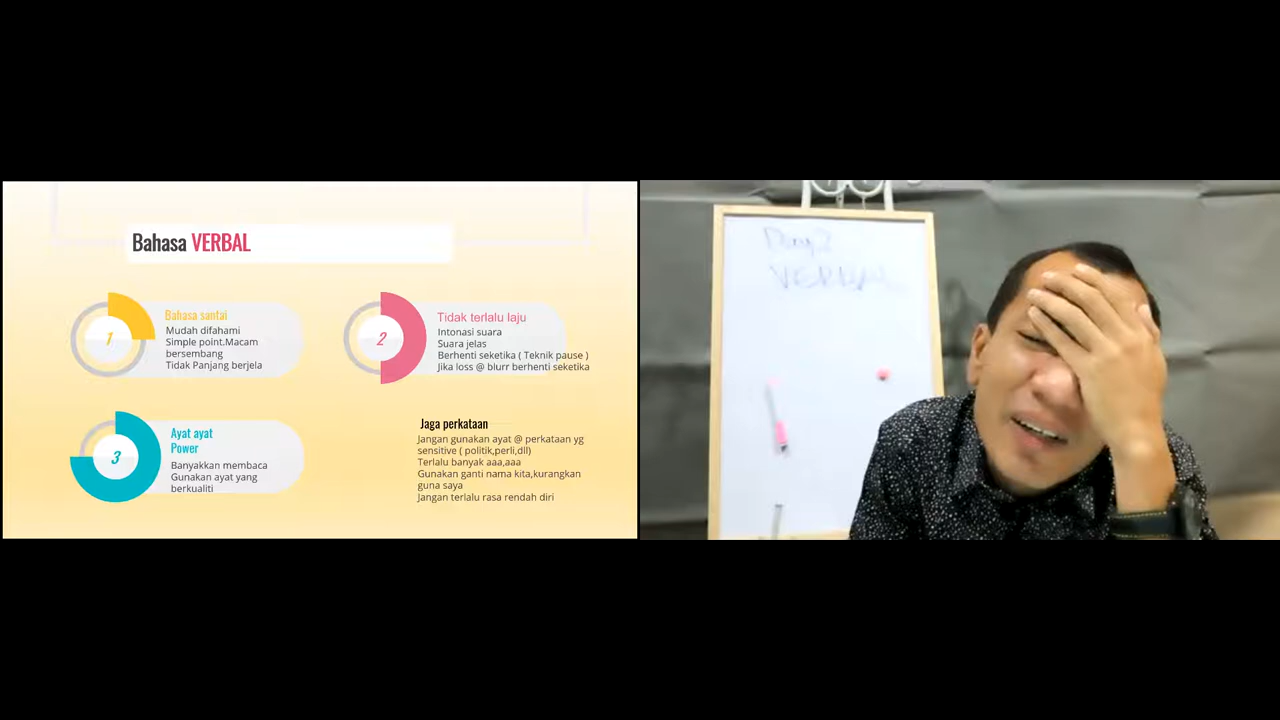 Bahasa VERBAL
1
Bahasa santai
Mudah difahami
Simple point.Macam
bersembang
Tidak Panjang berjela
2
Tidak terlalu laju
Intonasi suara
Suara jelas
Berhenti seketika ( Teknik pause )
Jika loss @ blurr berhenti seketika
3
Ayat ayat
Power
Banyakkan membaca
Gunakan ayat yang
berkualiti
Jaga perkataan
Jangan gunakan ayat @ perkataan yg
sensitive ( politik,perli,dll)
Terlalu banyak aaa,aaa
Gunakan ganti nama kita,kurangkan
guna saya
Jangan terlalu rasa rendah diri
VERBAL